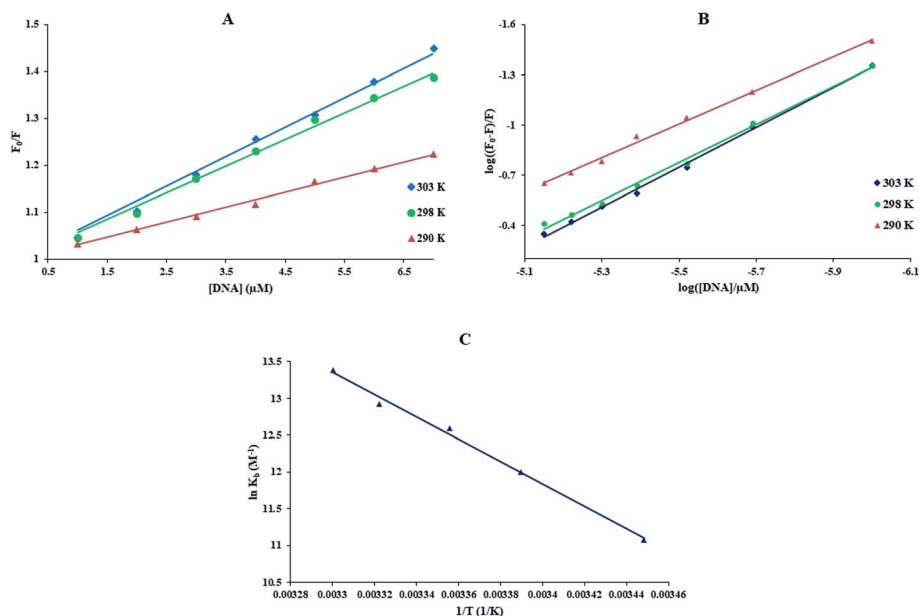 A
F₀/F
1.5
1.4
1.3
1.2
1.1
1
0.5
1.5
2.5
3.5
4.5
5.5
6.5
[DNA] (μM)
303 K
298 K
290 K
B
log((F₀-F)/F)
-1.6
-1.3
-1
-0.7
-0.4
-5.1
-5.3
-5.5
-5.7
-5.9
-6.1
log([DNA]/μM)
303 K
298 K
290 K
C
ln K_b (M⁻¹)
13.5
13
12.5
12
11.5
11
10.5
0.00328
0.0033
0.00332
0.00334
0.00336
0.00338
0.0034
0.00342
0.00344
0.00346
1/T (1/K)